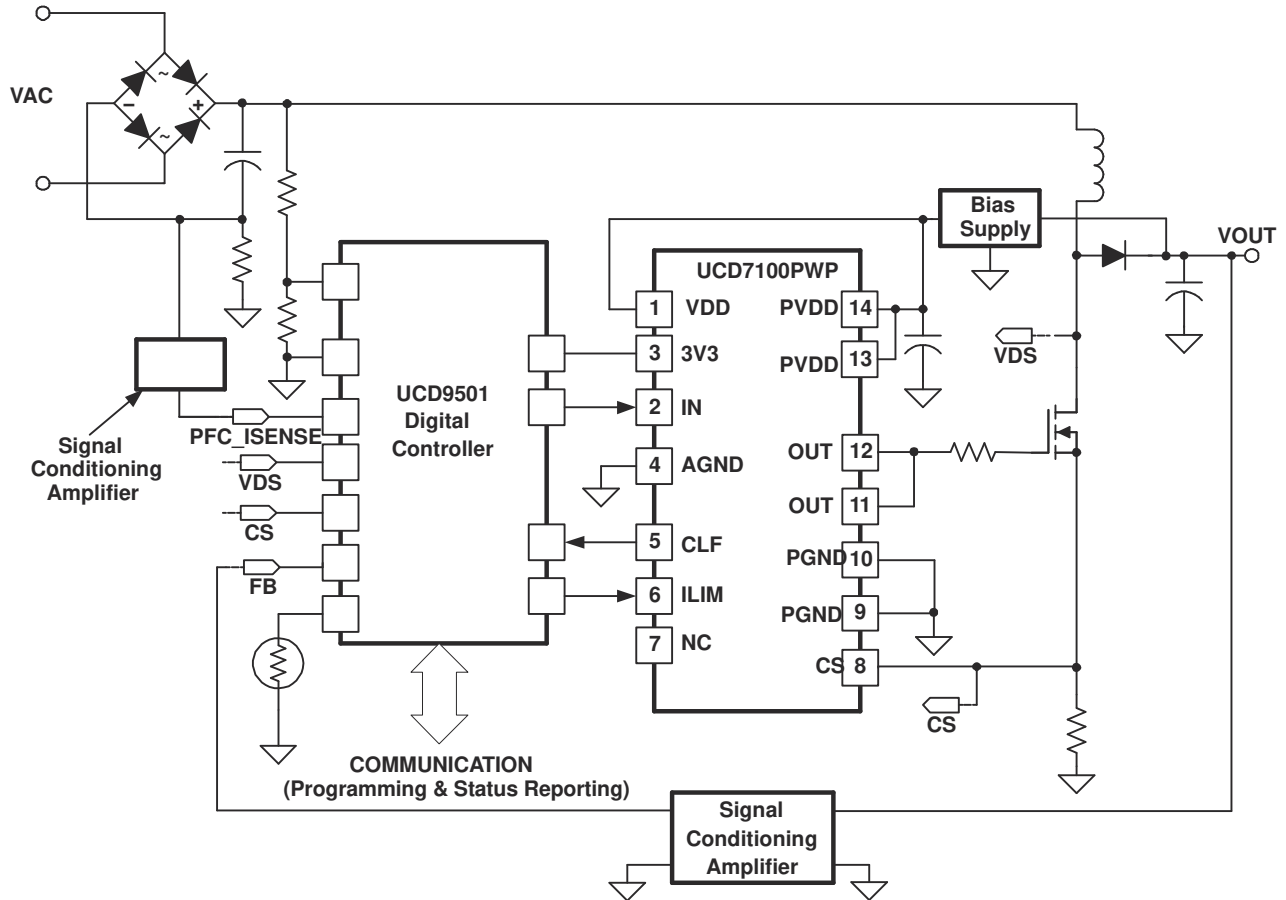 VAC
~
−
+
~
Bias
Supply
VOUT
UCD7100PWP
1
VDD
PVDD
14
3
3V3
PVDD
13
VDS
UCD9501
Digital
Controller
2
IN
PFC_ISENSE
Signal
Conditioning
Amplifier
4
AGND
OUT
12
VDS
OUT
11
CS
5
CLF
PGND
10
FB
6
ILIM
PGND
9
7
NC
CS
8
CS
COMMUNICATION
(Programming & Status Reporting)
Signal
Conditioning
Amplifier